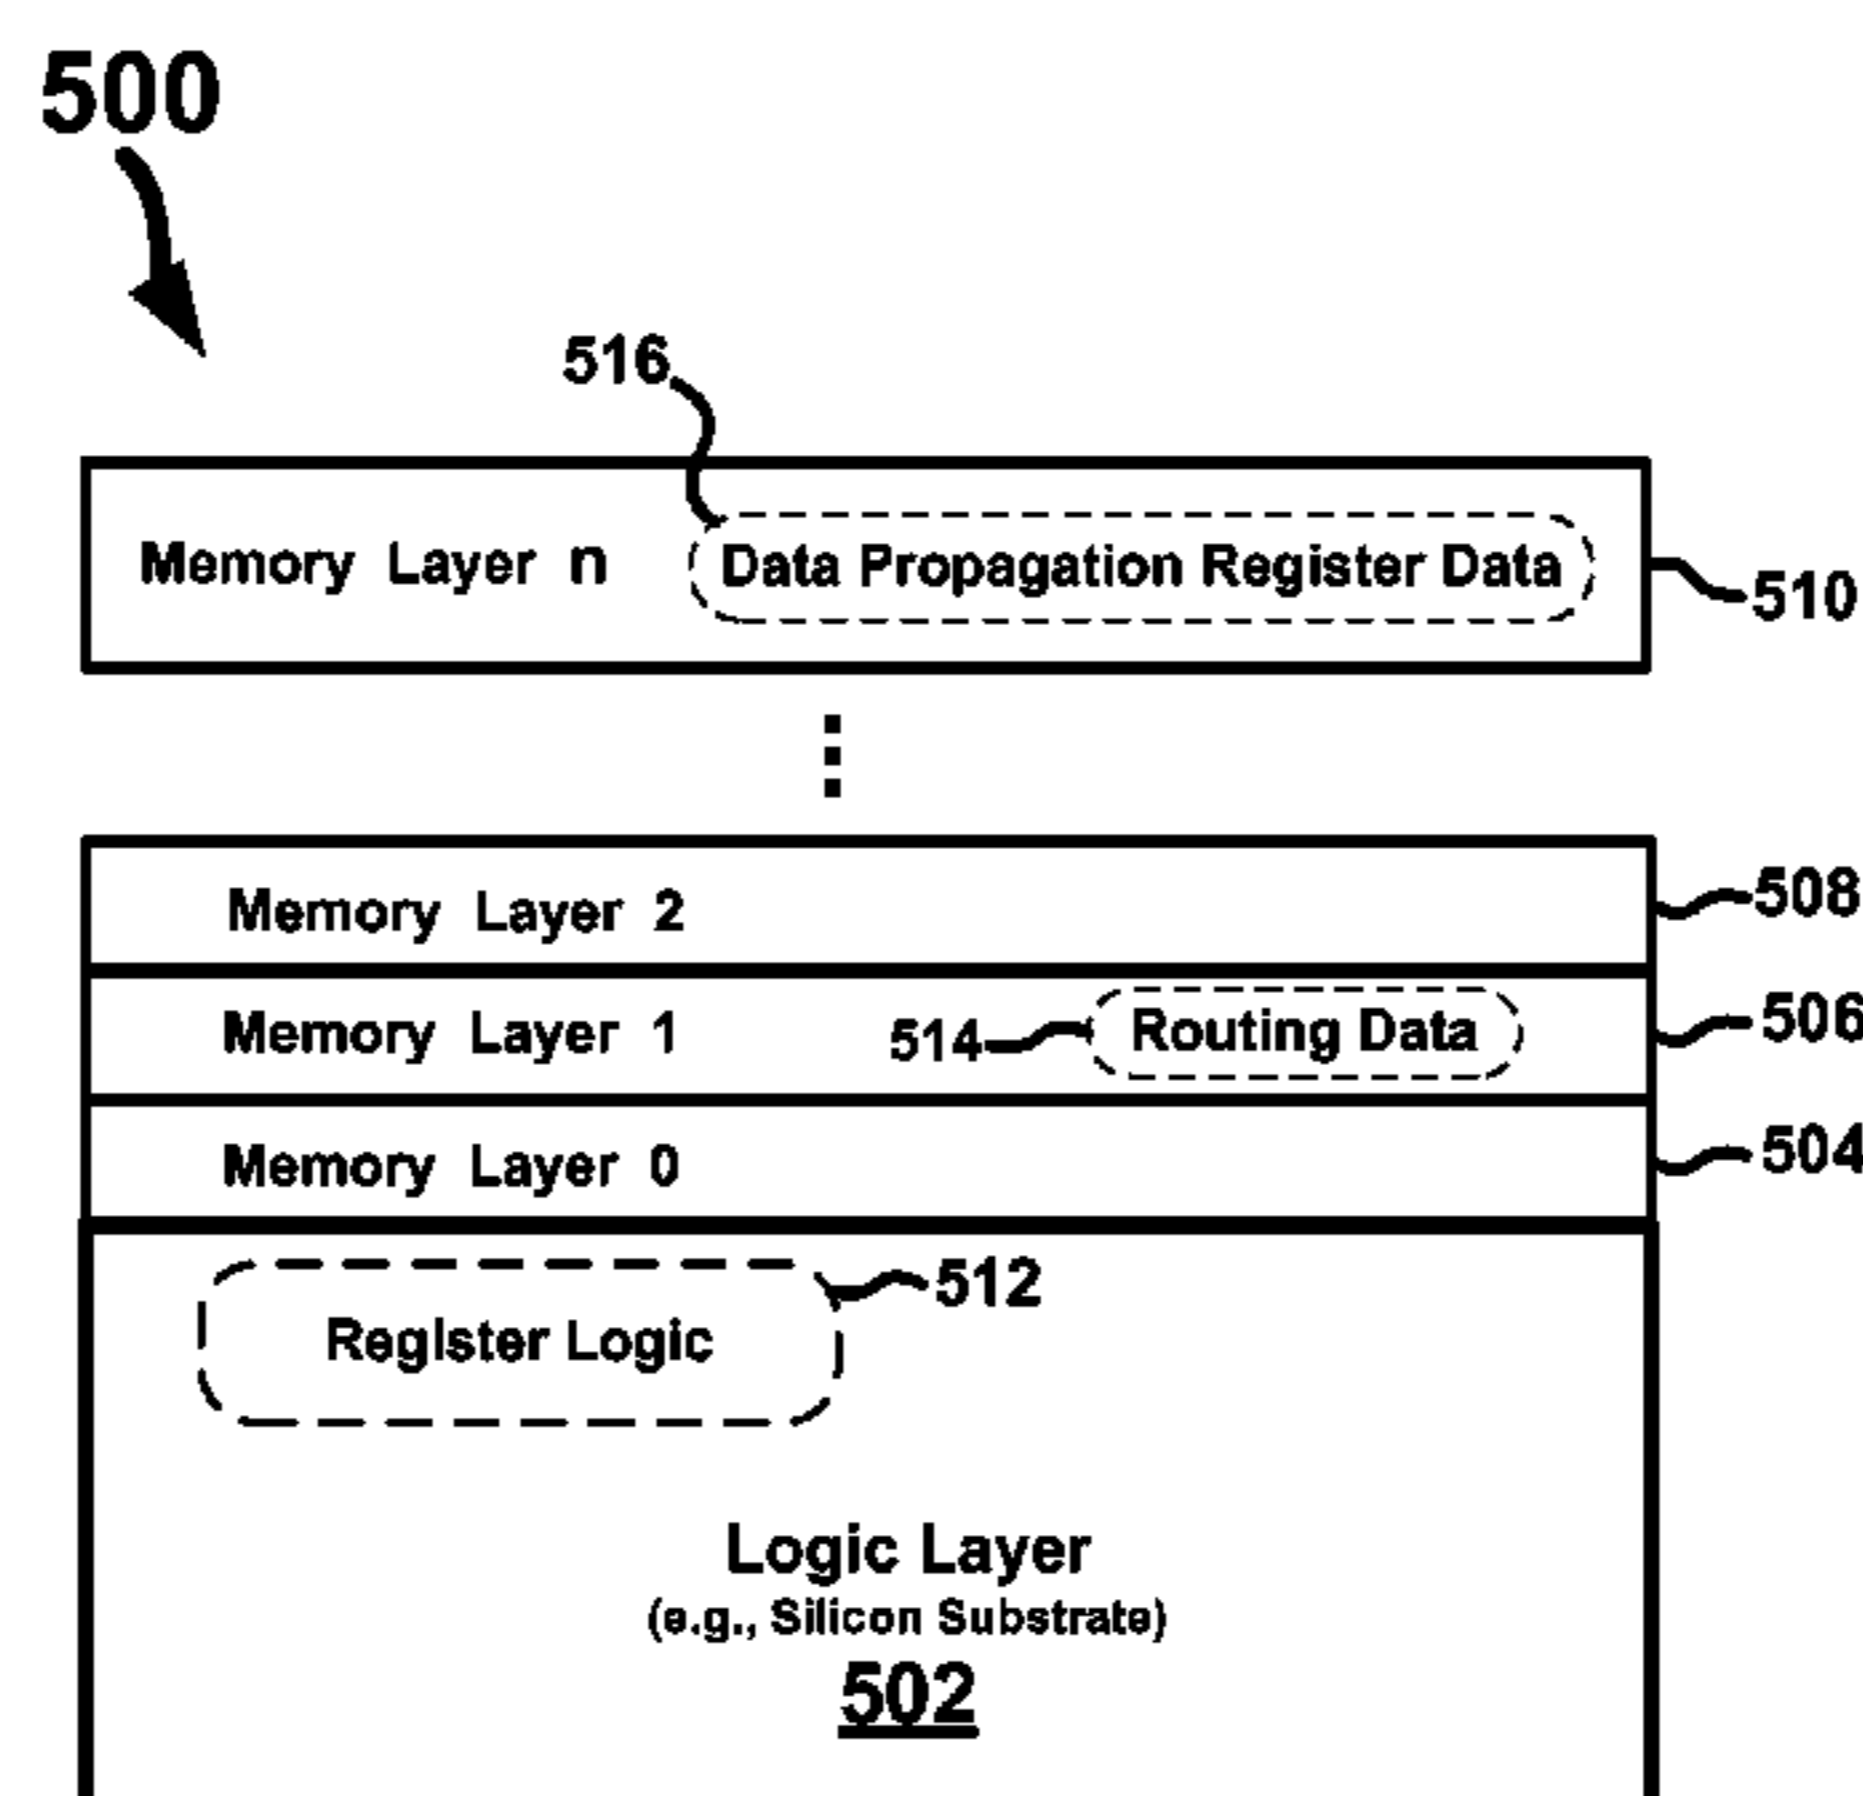 500
516
Memory Layer n Data Propagation Register Data
510
Memory Layer 2
508
Memory Layer 1 514 Routing Data
506
Memory Layer 0
504
512
Register Logic
Logic Layer
(e.g., Silicon Substrate)
502